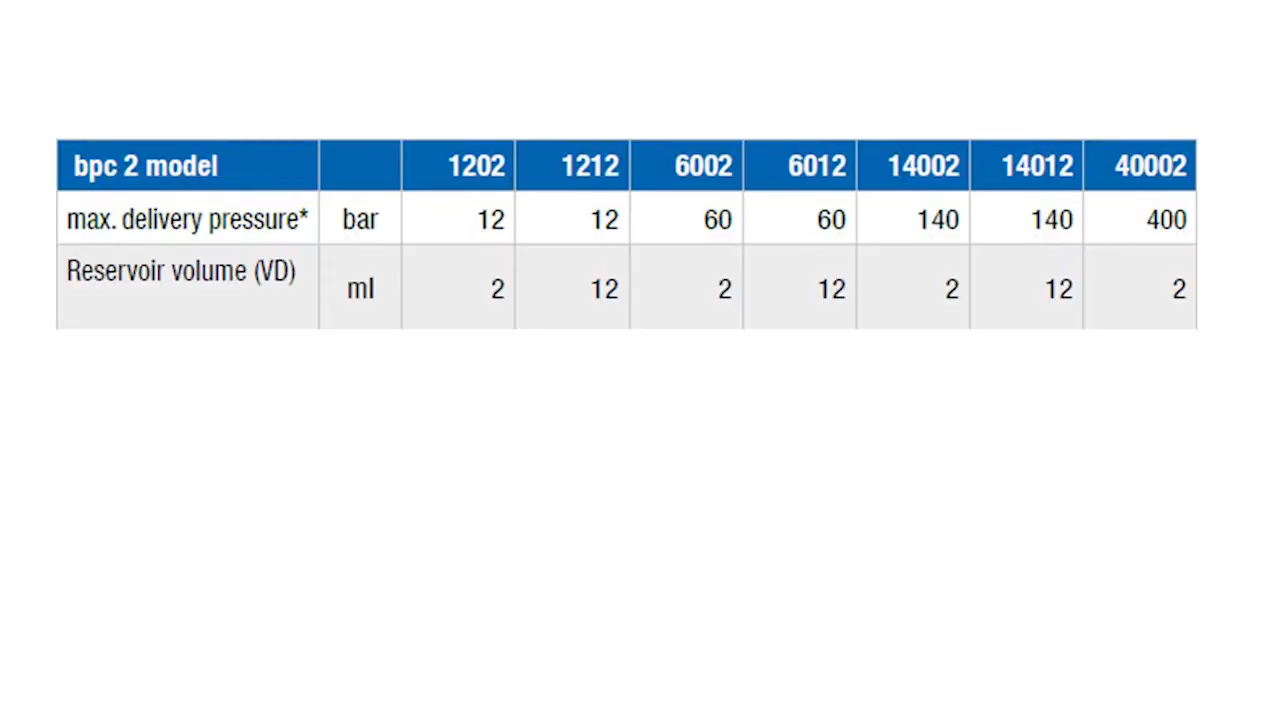 bpc 2 model 1202 1212 6002 6012 14002 14012 40002
max. delivery pressure* bar 12 12 60 60 140 140 400
Reservoir volume (VD) ml 2 12 2 12 2 12 2